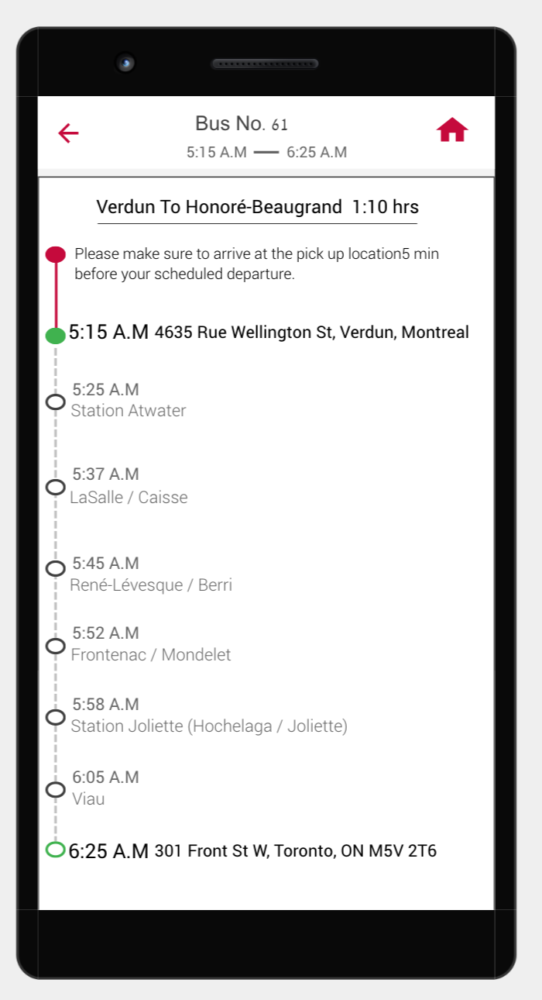 Bus No. 61
5:15 A.M — 6:25 A.M
Verdun To Honoré-Beaugrand 1:10 hrs
Please make sure to arrive at the pick up location5 min
before your scheduled departure.
5:15 A.M 4635 Rue Wellington St, Verdun, Montreal
5:25 A.M
Station Atwater
5:37 A.M
LaSalle / Caisse
5:45 A.M
René-Lévesque / Berri
5:52 A.M
Frontenac / Mondelet
5:58 A.M
Station Joliette (Hochelaga / Joliette)
6:05 A.M
Viau
6:25 A.M 301 Front St W, Toronto, ON M5V 2T6